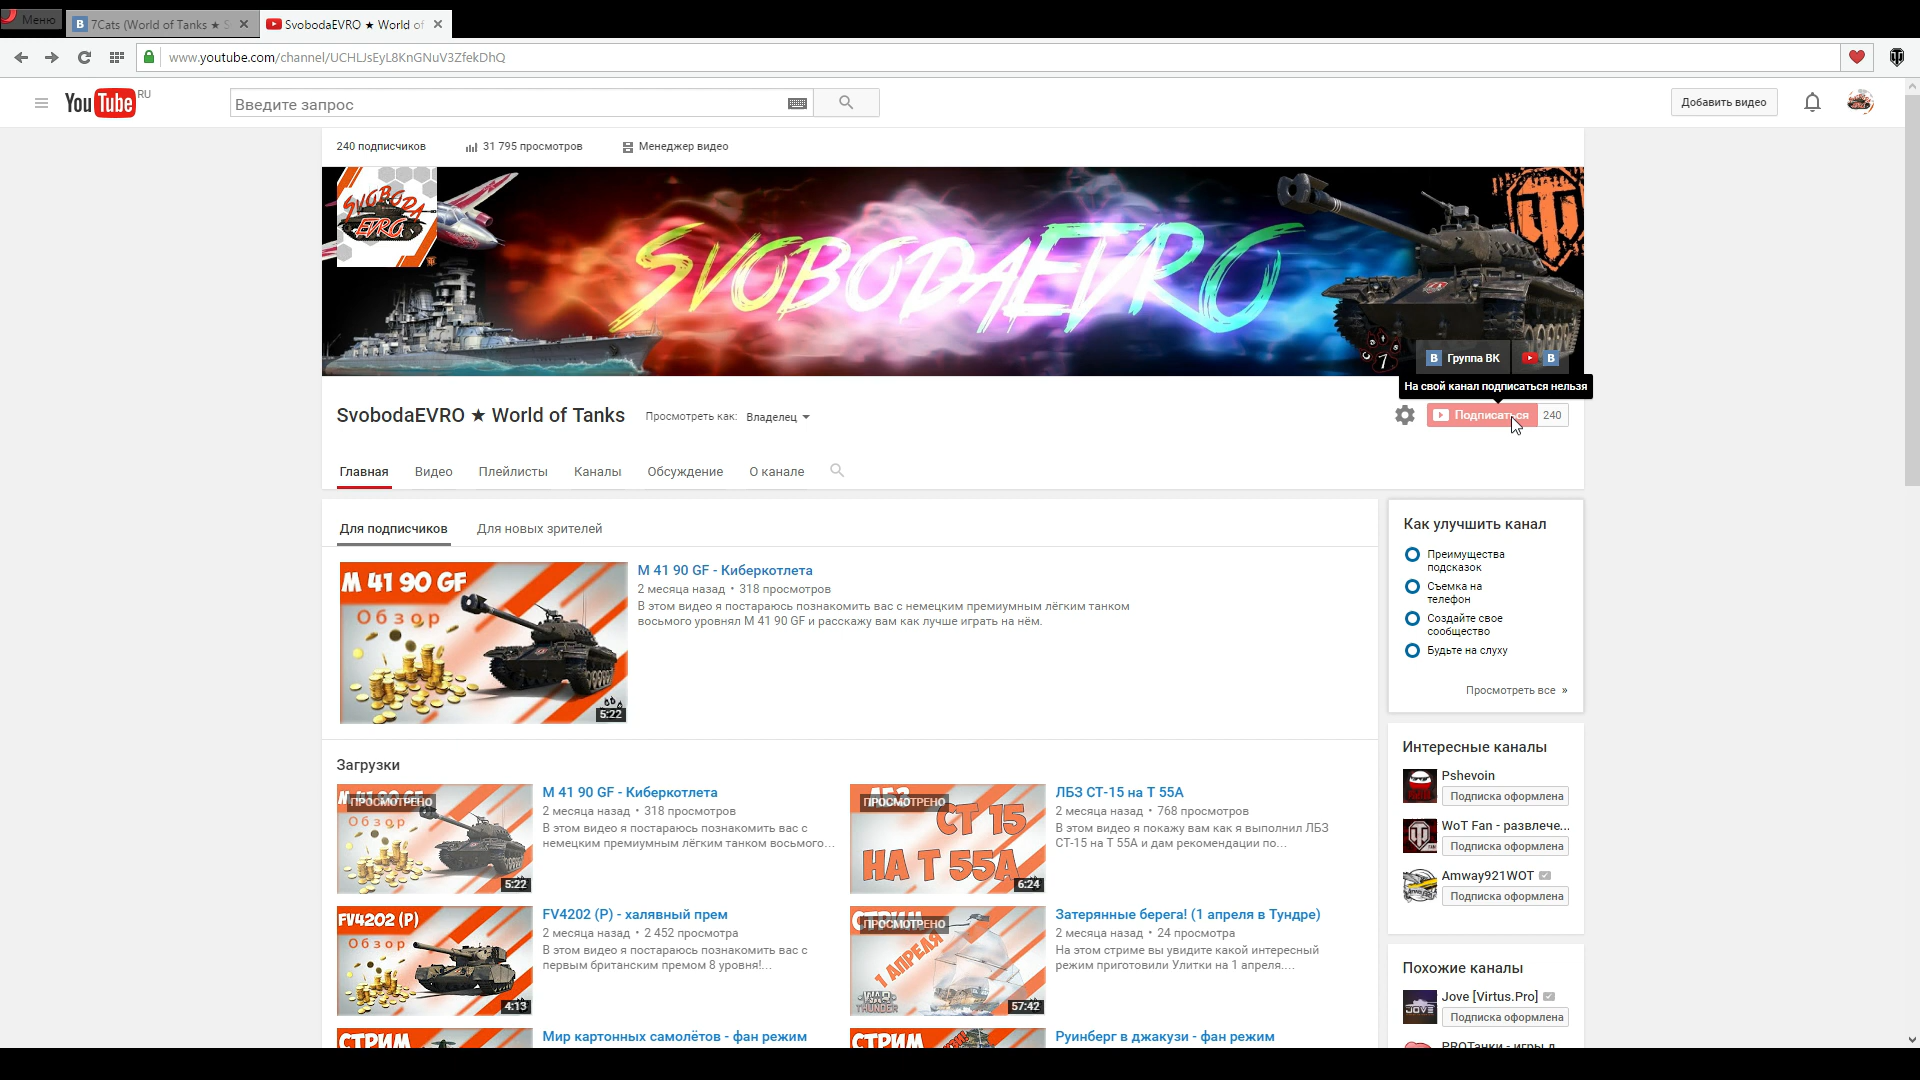 Меню
7Cats (World of Tanks ★ S
SvobodaEVRO ★ World of
www.youtube.com/channel/UCHLJsEyL8KnGNuV3ZfekDhQ
YouTube RU
Введите запрос
Добавить видео
240 подписчиков
31 795 просмотров
Менеджер видео
SVOBODA EVRO
SVOBODAEVRO
Группа ВК
На свой канал подписаться нельзя
SvobodaEVRO ★ World of Tanks
Просмотреть как: Владелец
Подписаться 240
Главная
Видео
Плейлисты
Каналы
Обсуждение
О канале
Для подписчиков
Для новых зрителей
M 41 90 GF
Обзор
5:22
M 41 90 GF - Киберкотлета
2 месяца назад • 318 просмотров
В этом видео я постараюсь познакомить вас с немецким премиумным лёгким танком
восьмого уровнял M 41 90 GF и расскажу вам как лучше играть на нём.
Загрузки
ПРОСМОТРЕНО
Обзор
5:22
M 41 90 GF - Киберкотлета
2 месяца назад • 318 просмотров
В этом видео я постараюсь познакомить вас с
немецким премиумным лёгким танком восьмого…
ПРОСМОТРЕНО
СТ 15
НА Т 55А
6:24
ЛБЗ СТ-15 на Т 55А
2 месяца назад • 768 просмотров
В этом видео я покажу вам как я выполнил ЛБЗ
СТ-15 на Т 55А и дам рекомендации по…
FV4202 (P)
Обзор
4:13
FV4202 (P) - халявный прем
2 месяца назад • 2 452 просмотра
В этом видео я постараюсь познакомить вас с
первым британским премом 8 уровня!…
СТРИМ
ПРОСМОТРЕНО
1 АПРЕЛЯ
WAR THUNDER
57:42
Затерянные берега! (1 апреля в Тундре)
2 месяца назад • 24 просмотра
На этом стриме вы увидите какой интересный
режим приготовили Улитки на 1 апреля.…
СТРИМ
Мир картонных самолётов - фан режим
СТРИМ
Руинберг в джакузи - фан режим
Как улучшить канал
Преимущества
подсказок
Съемка на
телефон
Создайте свое
сообщество
Будьте на слуху
Просмотреть все »
Интересные каналы
Pshevoin
Подписка оформлена
WoT Fan - развлече...
Подписка оформлена
Amway921WOT
Подписка оформлена
Похожие каналы
Jove [Virtus.Pro]
JOVE
Подписка оформлена
PROТанки - игры д